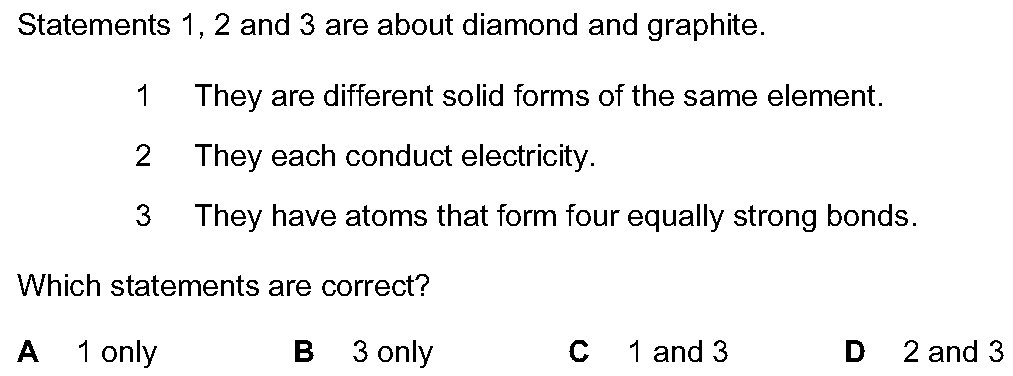 Statements 1, 2 and 3 are about diamond and graphite.
1 They are different solid forms of the same element.
2 They each conduct electricity.
3 They have atoms that form four equally strong bonds.
Which statements are correct?
A 1 only B 3 only C 1 and 3 D 2 and 3